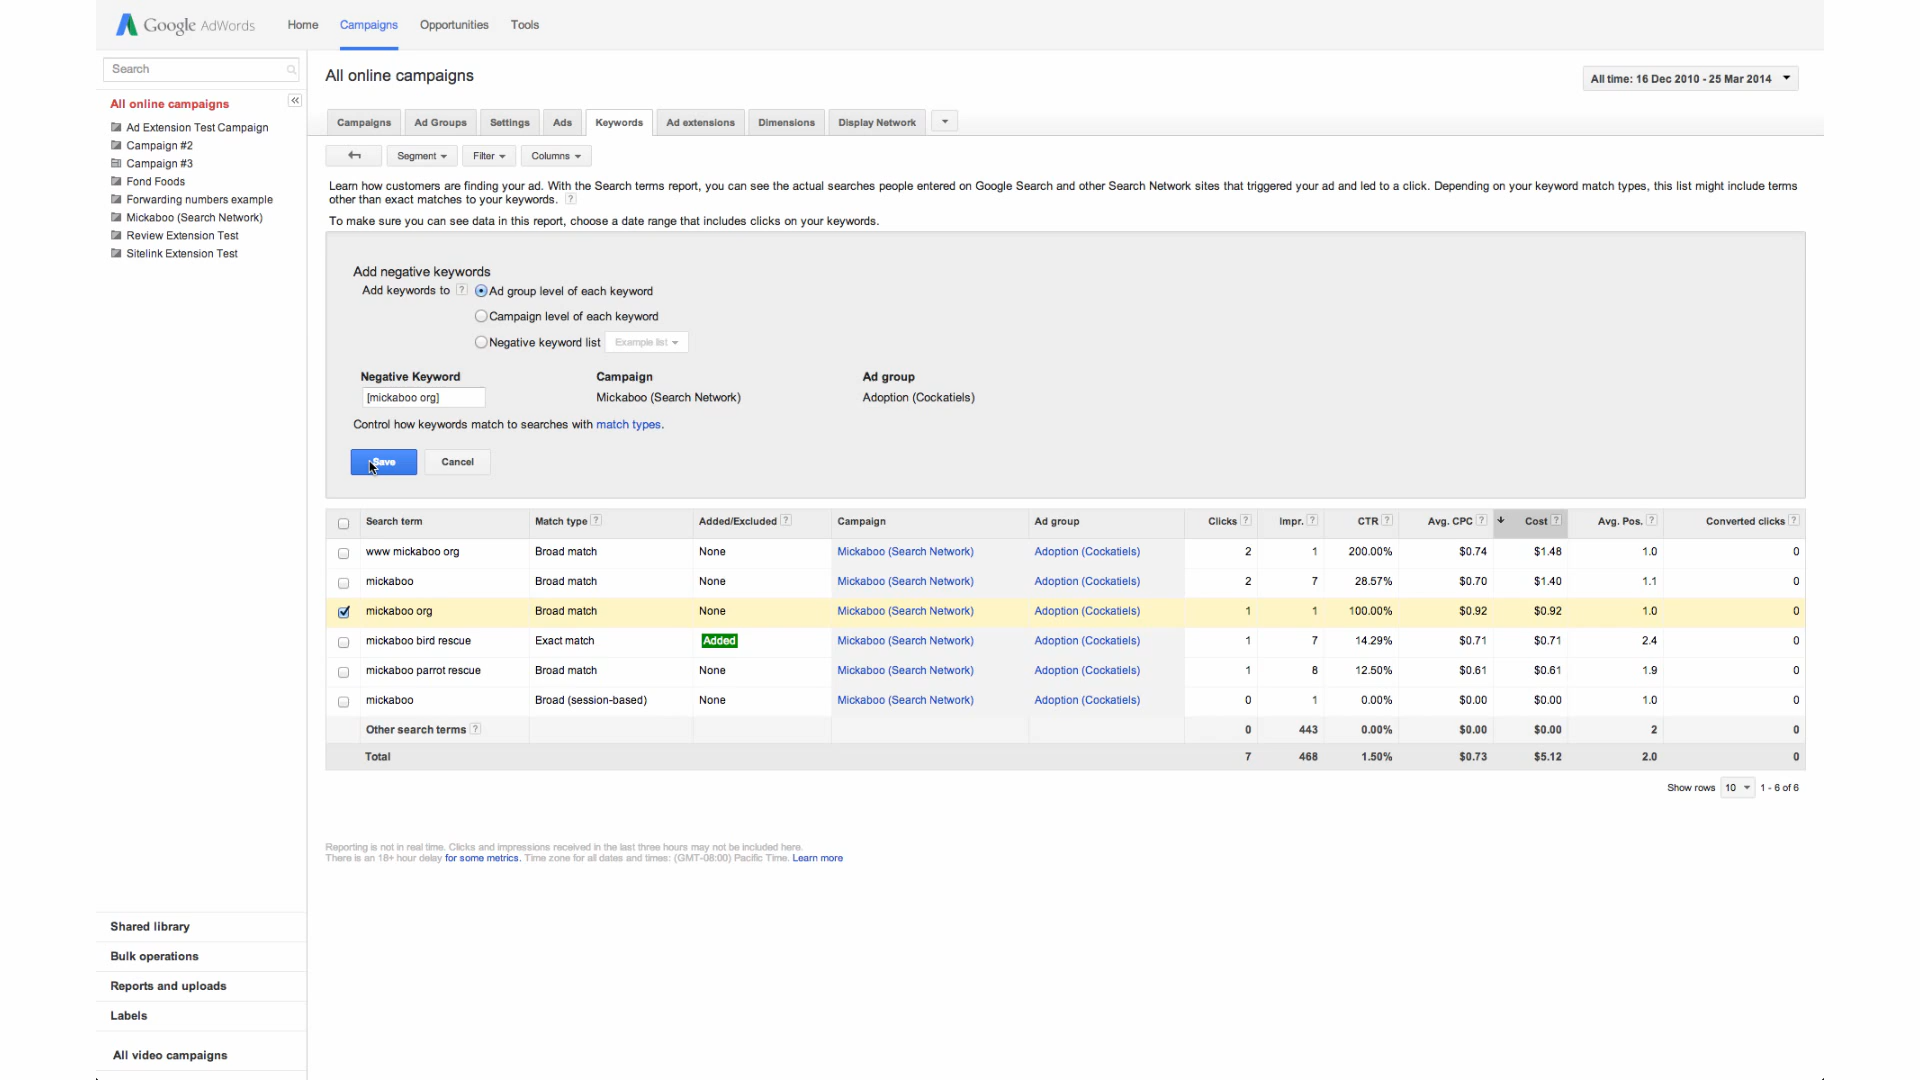 Google AdWords Home Campaigns Opportunities Tools
Search
All online campaigns
Ad Extension Test Campaign
Campaign #2
Campaign #3
Fond Foods
Forwarding numbers example
Mickaboo (Search Network)
Review Extension Test
Sitelink Extension Test
Shared library
Bulk operations
Reports and uploads
Labels
All video campaigns
All online campaigns
All time: 16 Dec 2010 - 25 Mar 2014
Campaigns Ad Groups Settings Ads Keywords Ad extensions Dimensions Display Network
Segment Filter Columns
Learn how customers are finding your ad. With the Search terms report, you can see the actual searches people entered on Google Search and other Search Network sites that triggered your ad and led to a click. Depending on your keyword match types, this list might include terms
other than exact matches to your keywords. ?
To make sure you can see data in this report, choose a date range that includes clicks on your keywords.
Add negative keywords
Add keywords to ? Ad group level of each keyword
Campaign level of each keyword
Negative keyword list Example list
Negative Keyword Campaign Ad group
[mickaboo org] Mickaboo (Search Network) Adoption (Cockatiels)
Control how keywords match to searches with match types.
Save Cancel
Search term Match type ? Added/Excluded ? Campaign Ad group Clicks ? Impr. ? CTR ? Avg. CPC ? Cost ? Avg. Pos. ? Converted clicks ?
www mickaboo org Broad match None Mickaboo (Search Network) Adoption (Cockatiels) 2 1 200.00% $0.74 $1.48 1.0 0
mickaboo Broad match None Mickaboo (Search Network) Adoption (Cockatiels) 2 7 28.57% $0.70 $1.40 1.1 0
mickaboo org Broad match None Mickaboo (Search Network) Adoption (Cockatiels) 1 1 100.00% $0.92 $0.92 1.0 0
mickaboo bird rescue Exact match Added Mickaboo (Search Network) Adoption (Cockatiels) 1 7 14.29% $0.71 $0.71 2.4 0
mickaboo parrot rescue Broad match None Mickaboo (Search Network) Adoption (Cockatiels) 1 8 12.50% $0.61 $0.61 1.9 0
mickaboo Broad (session-based) None Mickaboo (Search Network) Adoption (Cockatiels) 0 1 0.00% $0.00 $0.00 1.0 0
Other search terms ? 0 443 0.00% $0.00 $0.00 2 0
Total 7 468 1.50% $0.73 $5.12 2.0 0
Show rows 10 1 - 6 of 6
Reporting is not in real time. Clicks and impressions received in the last three hours may not be included here.
There is an 18+ hour delay for some metrics. Time zone for all dates and times: (GMT-08:00) Pacific Time. Learn more